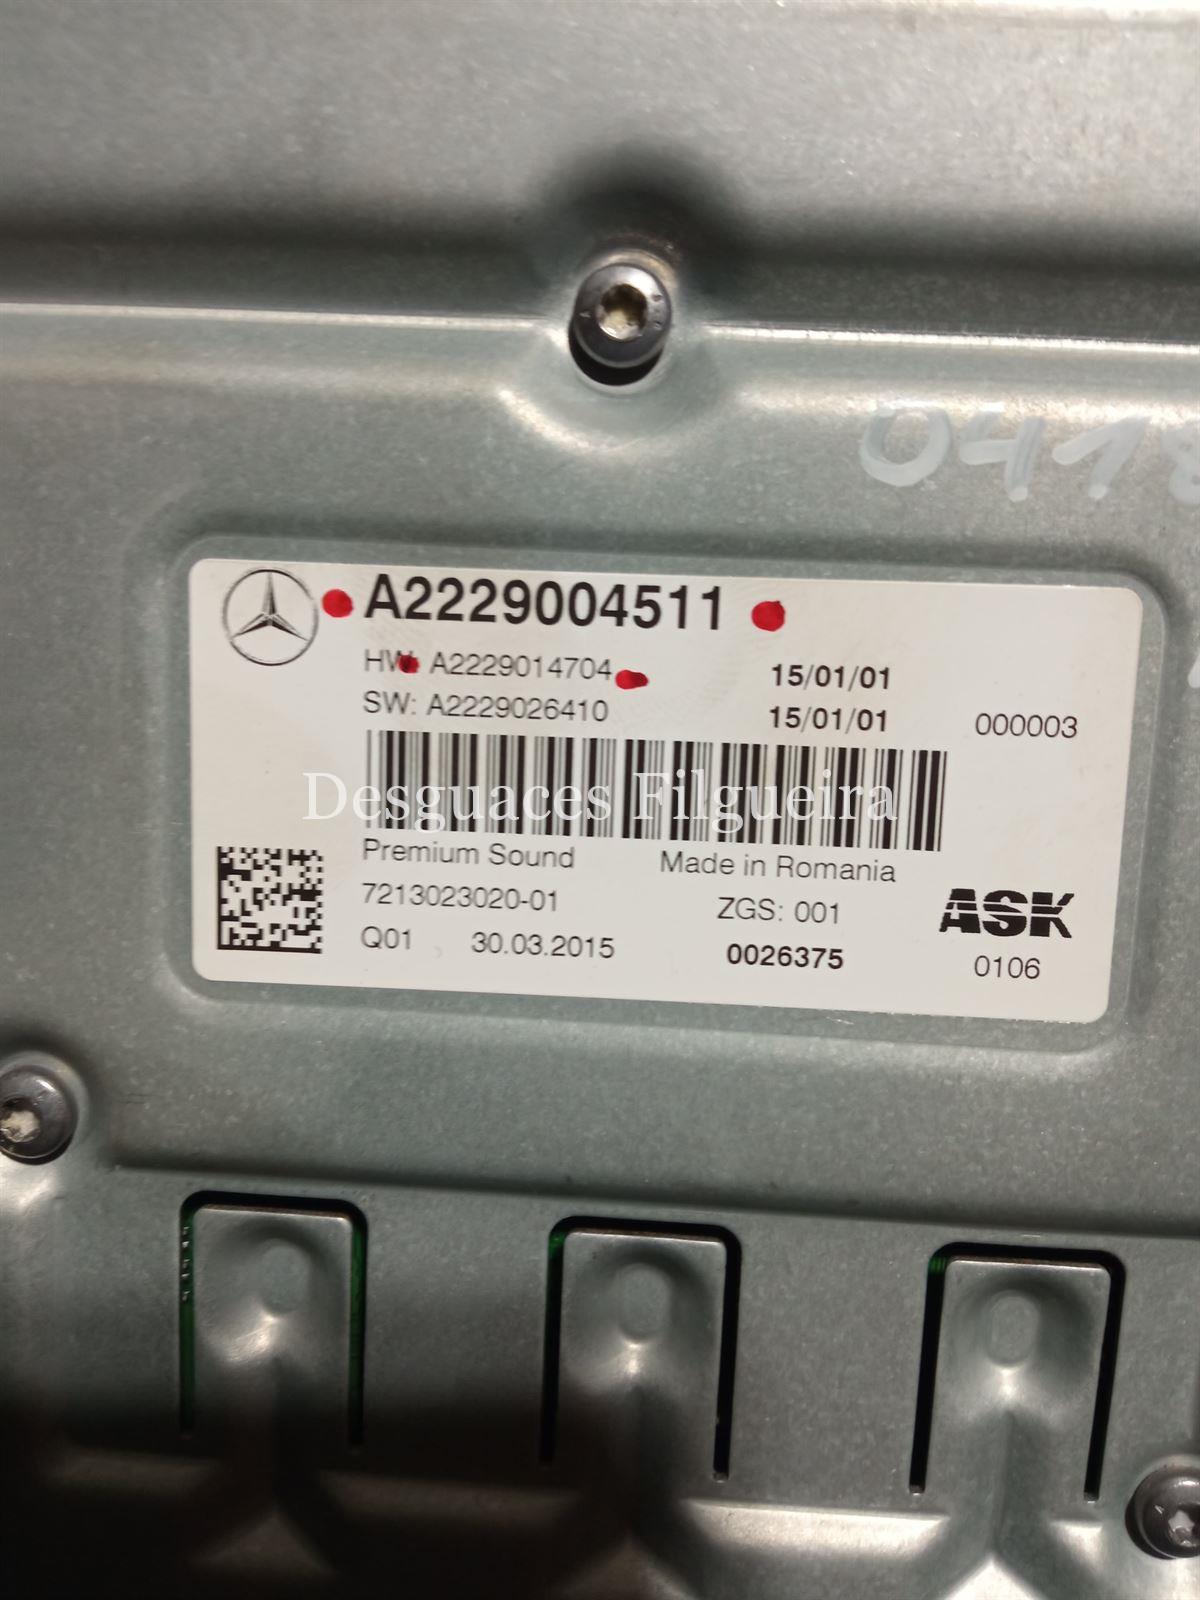 0418
A2229004511
HW: A2229014704 15/01/01
SW: A2229026410 15/01/01 000003
Desguaces Filgueira
Premium Sound Made in Romania
7213023020-01 ZGS: 001 ASK
Q01 30.03.2015 0026375 0106